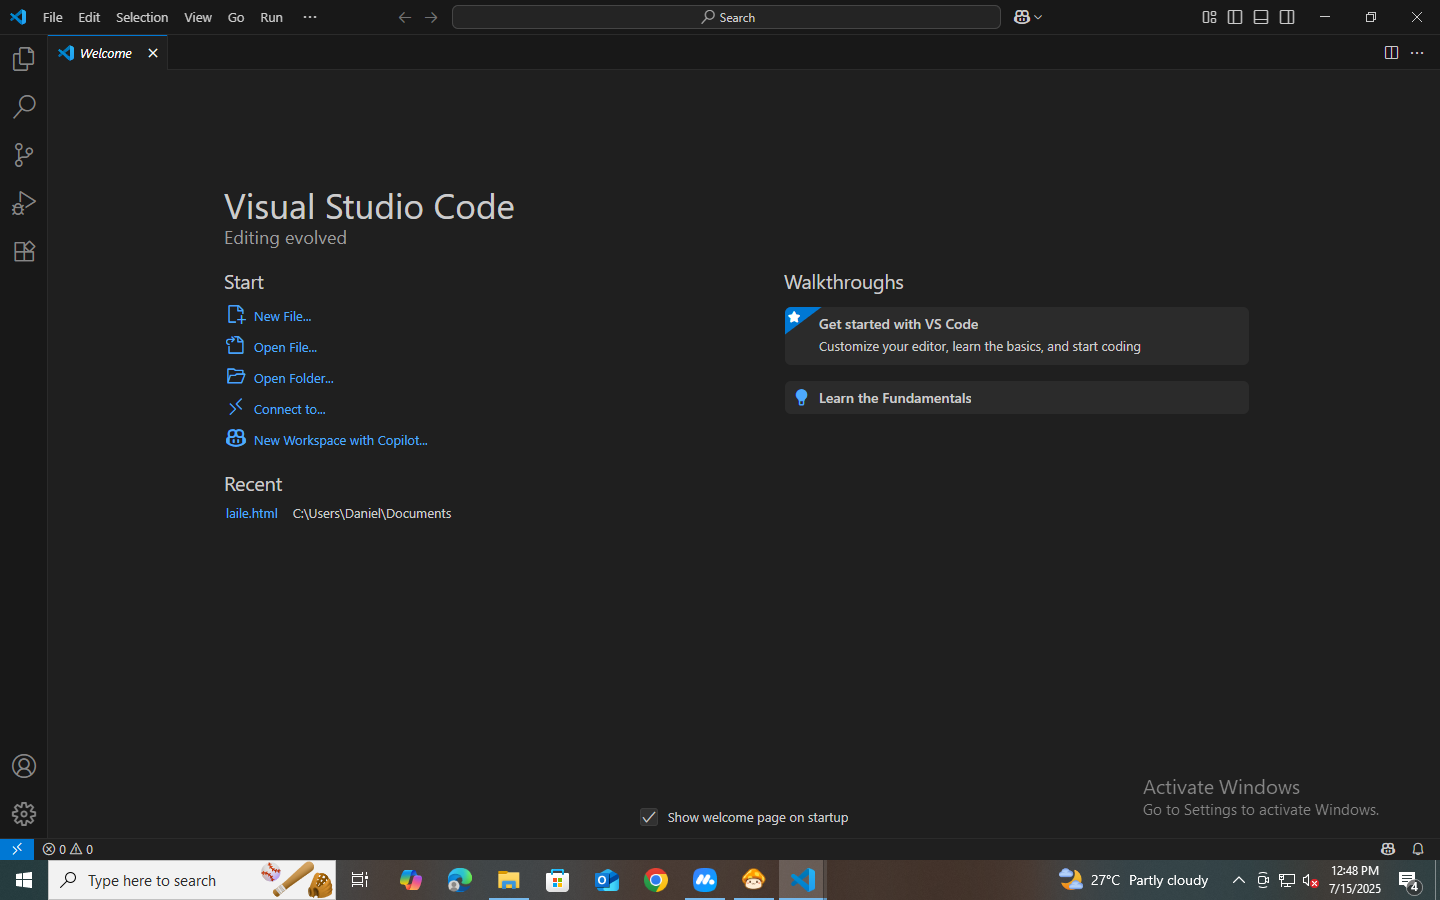 File Edit Selection View Go Run ···
Search
Welcome
Visual Studio Code
Editing evolved
Start
New File...
Open File...
Open Folder...
Connect to...
New Workspace with Copilot...
Recent
laile.html C:\Users\Daniel\Documents
Walkthroughs
Get started with VS Code
Customize your editor, learn the basics, and start coding
Learn the Fundamentals
Activate Windows
Go to Settings to activate Windows.
Show welcome page on startup
0 0
Type here to search
27°C Partly cloudy
12:48 PM
7/15/2025
4